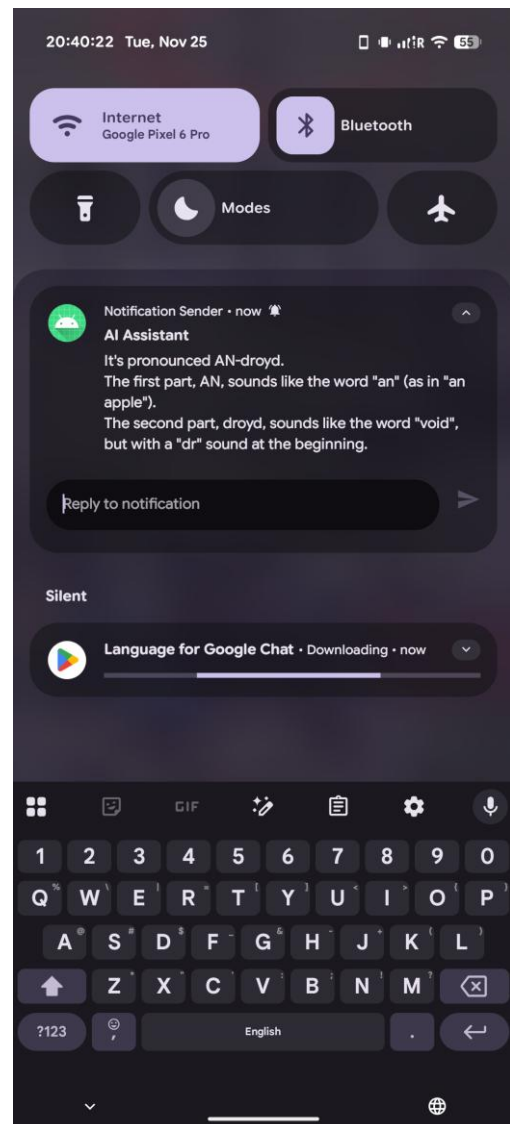 20:40:22 Tue, Nov 25 R 55
Internet
Google Pixel 6 Pro
Bluetooth
Modes
Notification Sender • now
AI Assistant
It's pronounced AN-droyd.
The first part, AN, sounds like the word "an" (as in "an
apple").
The second part, droyd, sounds like the word "void",
but with a "dr" sound at the beginning.
Reply to notification
Silent
Language for Google Chat • Downloading • now
GIF
1 2 3 4 5 6 7 8 9 0
Q % W \ E | R = T [ Y ] U < I > O { P }
A @ S # D $ F - G & H - J + K ( L )
Z * X " C ' V : B ; N ! M ?
?123 , English .